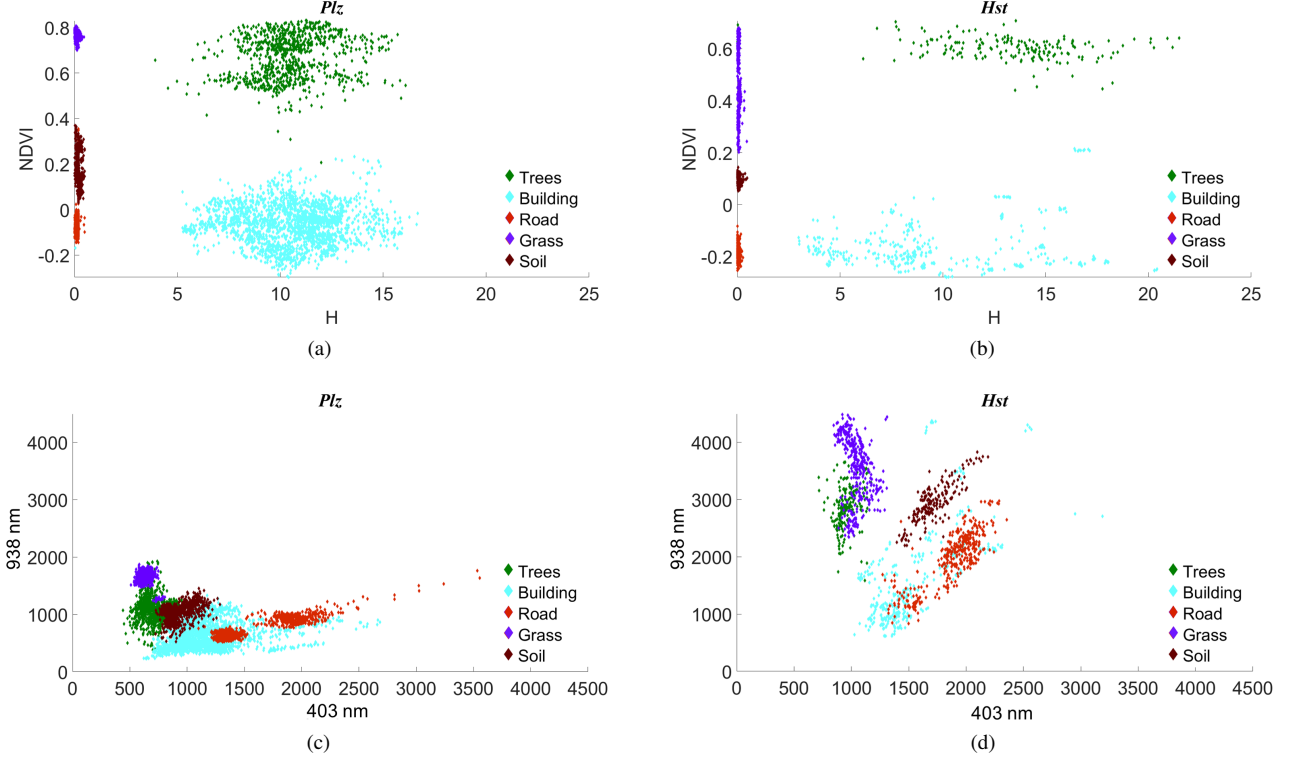 Plz
0.8
0.6
0.4
0.2
0
-0.2
NDVI
0
5
10
15
20
25
H
Trees
Building
Road
Grass
Soil
(a)
Hst
0.6
0.4
0.2
0
-0.2
NDVI
0
5
10
15
20
25
H
Trees
Building
Road
Grass
Soil
(b)
Plz
4000
3000
2000
1000
0
938 nm
0
500
1000
1500
2000
2500
3000
3500
4000
4500
403 nm
Trees
Building
Road
Grass
Soil
(c)
Hst
4000
3000
2000
1000
0
938 nm
0
500
1000
1500
2000
2500
3000
3500
4000
4500
403 nm
Trees
Building
Road
Grass
Soil
(d)